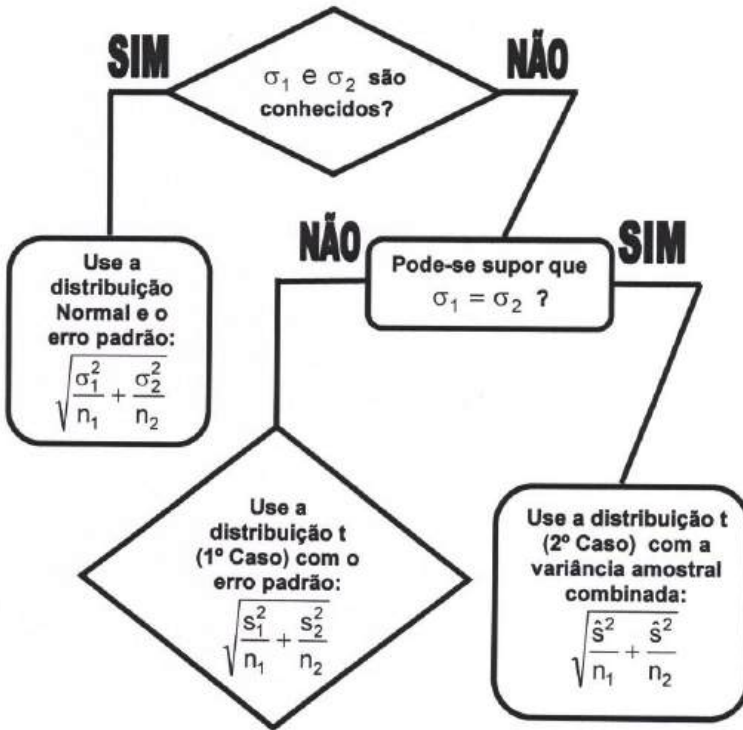 SIM
NÃO
σ₁ e σ₂ são
conhecidos?
Use a
distribuição
Normal e o
erro padrão:
√(σ₁²/n₁ + σ₂²/n₂)
NÃO
SIM
Pode-se supor que
σ₁ = σ₂ ?
Use a
distribuição t
(1º Caso) com o
erro padrão:
√(s₁²/n₁ + s₂²/n₂)
Use a distribuição t
(2º Caso) com a
variância amostral
combinada:
√(ŝ²/n₁ + ŝ²/n₂)